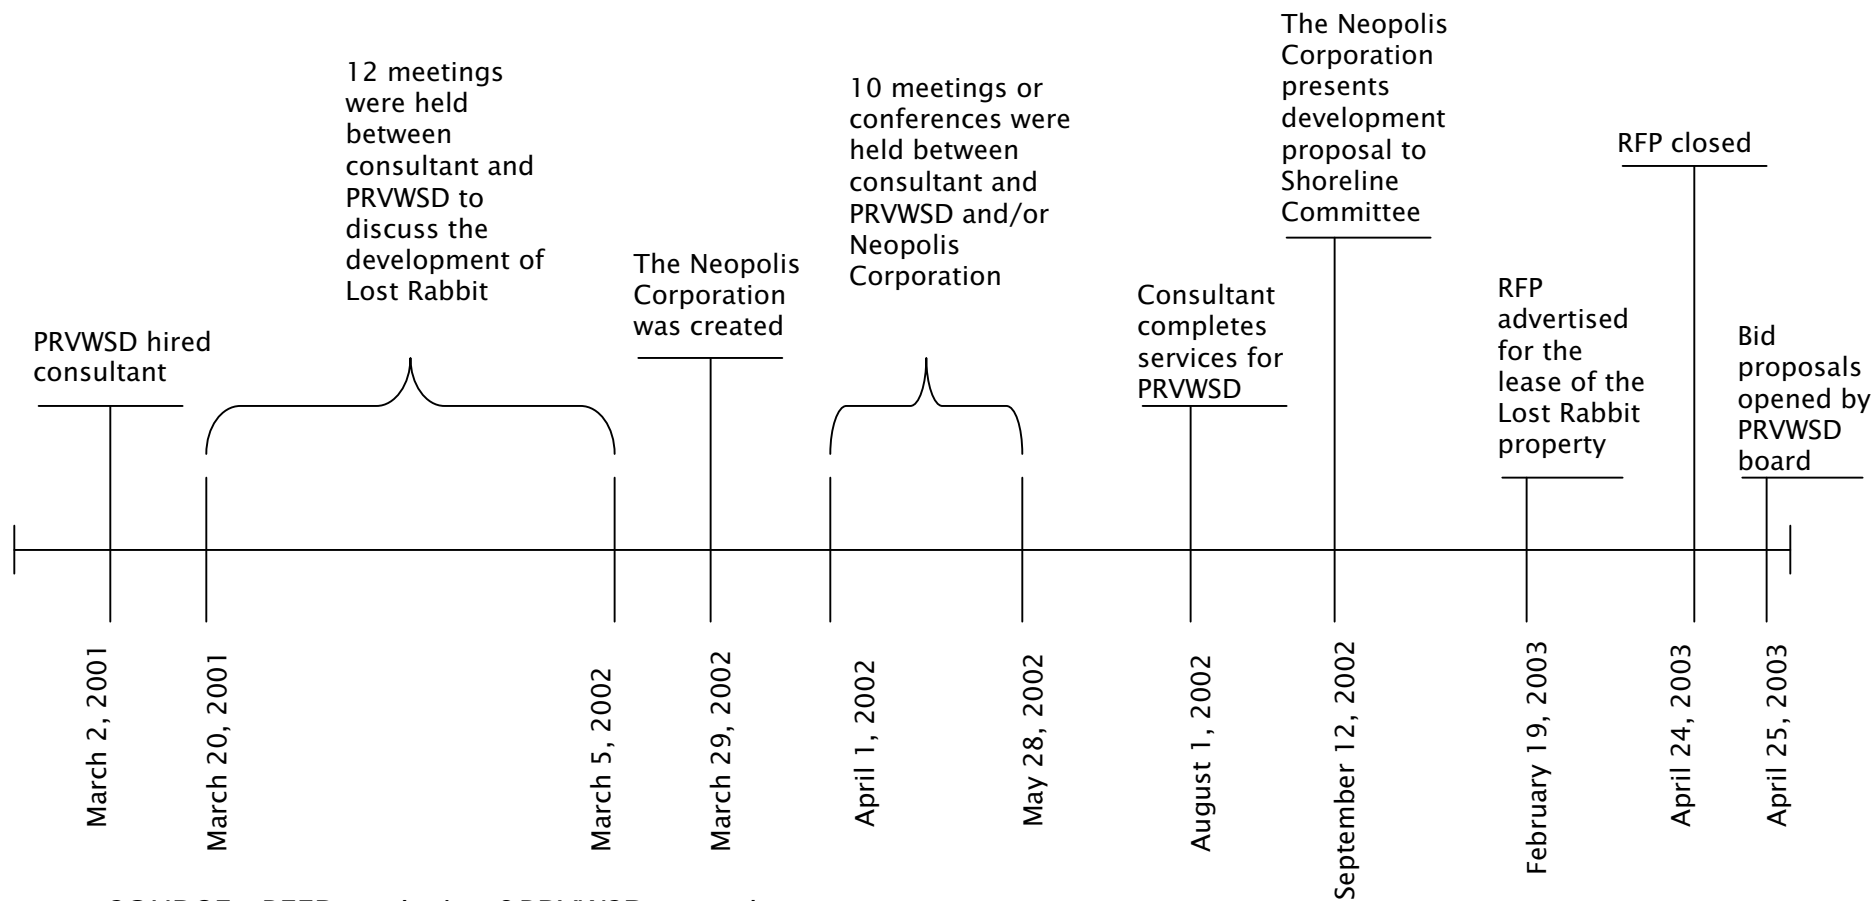 PRVWSD hired
consultant
12 meetings
were held
between
consultant and
PRVWSD to
discuss the
development of
Lost Rabbit
The Neopolis
Corporation
was created
10 meetings or
conferences were
held between
consultant and
PRVWSD and/or
Neopolis
Corporation
Consultant
completes
services for
PRVWSD
The Neopolis
Corporation
presents
development
proposal to
Shoreline
Committee
RFP
advertised
for the
lease of the
Lost Rabbit
property
RFP closed
Bid
proposals
opened by
PRVWSD
board
March 2, 2001
March 20, 2001
March 5, 2002
March 29, 2002
April 1, 2002
May 28, 2002
August 1, 2002
September 12, 2002
February 19, 2003
April 24, 2003
April 25, 2003